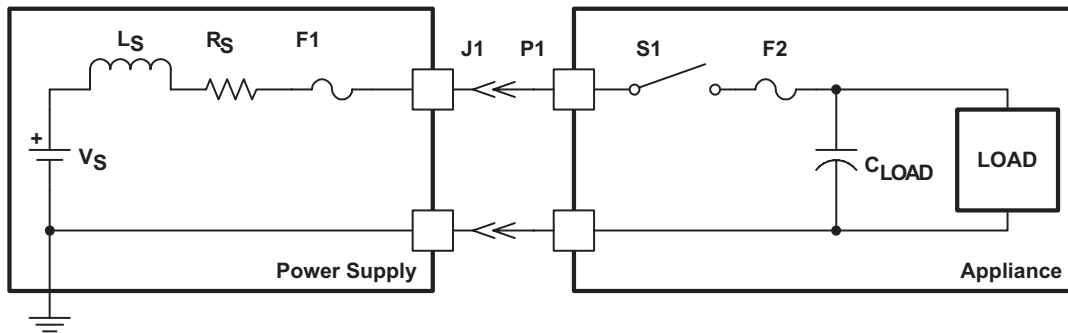 LS
RS
F1
J1
P1
S1
F2
+
VS
CLOAD
LOAD
Power Supply
Appliance